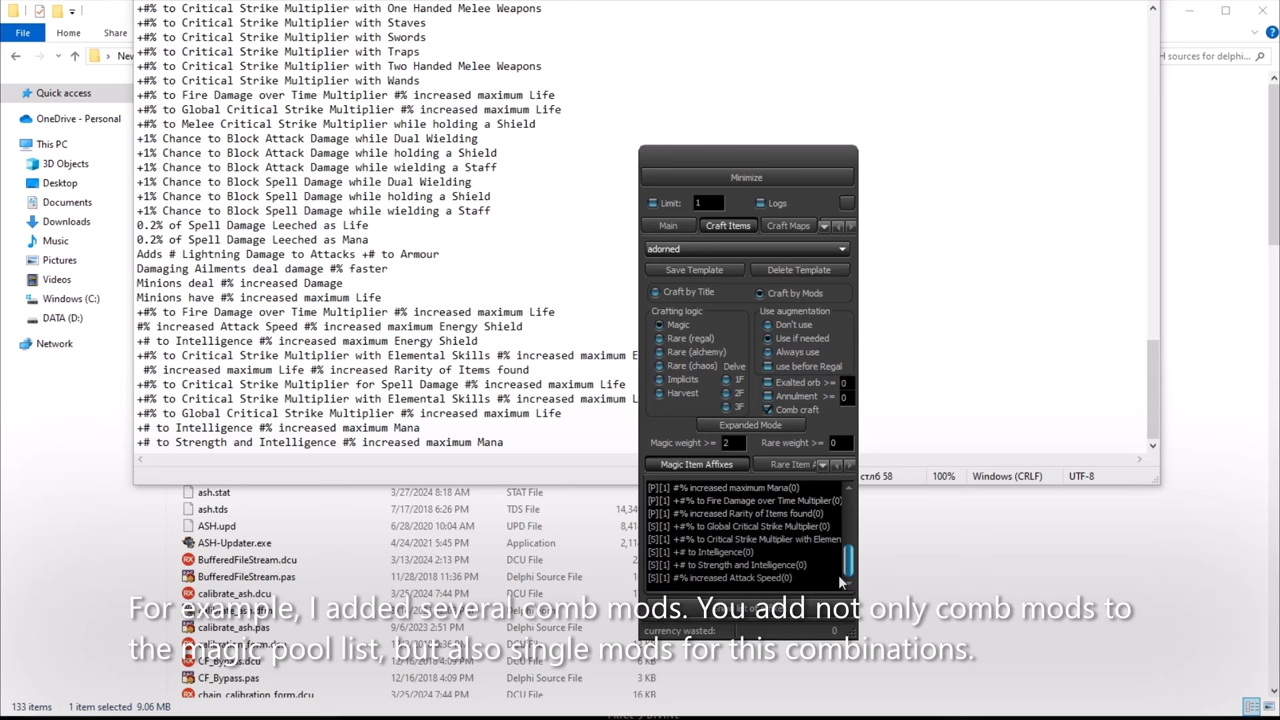 File
Home
Share
New
H sources for delphi...
Quick access
OneDrive - Personal
This PC
3D Objects
Desktop
Documents
Downloads
Music
Pictures
Videos
Windows (C:)
DATA (D:)
Network
133 items
1 item selected 9.06 MB
+#% to Critical Strike Multiplier with One Handed Melee Weapons
+#% to Critical Strike Multiplier with Staves
+#% to Critical Strike Multiplier with Swords
+#% to Critical Strike Multiplier with Traps
+#% to Critical Strike Multiplier with Two Handed Melee Weapons
+#% to Critical Strike Multiplier with Wands
+#% to Fire Damage over Time Multiplier #% increased maximum Life
+#% to Global Critical Strike Multiplier #% increased maximum Life
+#% to Melee Critical Strike Multiplier while holding a Shield
+1% Chance to Block Attack Damage while Dual Wielding
+1% Chance to Block Attack Damage while holding a Shield
+1% Chance to Block Attack Damage while wielding a Staff
+1% Chance to Block Spell Damage while Dual Wielding
+1% Chance to Block Spell Damage while holding a Shield
+1% Chance to Block Spell Damage while wielding a Staff
0.2% of Spell Damage Leeched as Life
0.2% of Spell Damage Leeched as Mana
Adds # Lightning Damage to Attacks +# to Armour
Damaging Ailments deal damage #% faster
Minions deal #% increased Damage
Minions have #% increased maximum Life
+#% to Fire Damage over Time Multiplier #% increased maximum Life
#% increased Attack Speed #% increased maximum Energy Shield
+# to Intelligence #% increased maximum Energy Shield
+#% to Critical Strike Multiplier with Elemental Skills #% increased maximum E
#% increased maximum Life #% increased Rarity of Items found
+#% to Critical Strike Multiplier for Spell Damage #% increased maximum Life
+#% to Critical Strike Multiplier with Elemental Skills #% increased maximum L
+#% to Global Critical Strike Multiplier #% increased maximum Life
+# to Intelligence #% increased maximum Mana
+# to Strength and Intelligence #% increased maximum Mana
стлб 58
100%
Windows (CRLF)
UTF-8
ash.stat 3/27/2024 8:18 AM STAT File
ash.tds 7/17/2018 6:26 PM TDS File 14,34
ASH.upd 6/28/2020 10:04 AM UPD File 8,41
ASH-Updater.exe 4/24/2021 5:45 PM Application
BufferedFileStream.dcu 3/13/2024 2:13 PM DCU File
BufferedFileStream.pas 11/28/2018 11:36 PM Delphi Source File
calibrate_ash.dcu DCU File
calibrate_ash.pas 9/6/2023 2:51 PM Delphi Source File
CF_Bypass.pas 12/16/2018 4:09 PM Delphi Source File 3 KB
chain_calibration_form.dcu 3/25/2024 7:44 PM DCU File
Minimize
Limit: 1
Logs
Main
Craft Items
Craft Maps
adorned
Save Template
Delete Template
Craft by Title
Craft by Mods
Crafting logic
Magic
Rare (regal)
Rare (alchemy)
Rare (chaos)
Implicits
Harvest
Delve
1F
2F
3F
Use augmentation
Don't use
Use if needed
Always use
use before Regal
Exalted orb >= 0
Annulment >= 0
Comb craft
Expanded Mode
Magic weight >= 2
Rare weight >= 0
Magic Item Affixes
Rare Item A
[P][1] #% increased maximum Mana(0)
[P][1] +#% to Fire Damage over Time Multiplier(0)
[P][1] #% increased Rarity of Items found(0)
[S][1] +#% to Global Critical Strike Multiplier(0)
[S][1] +#% to Critical Strike Multiplier with Elemen
[S][1] +# to Intelligence(0)
[S][1] +# to Strength and Intelligence(0)
[S][1] #% increased Attack Speed(0)
currency wasted: 0
For example, I added several comb mods. You add not only comb mods to
the magic pool list, but also single mods for this combinations.